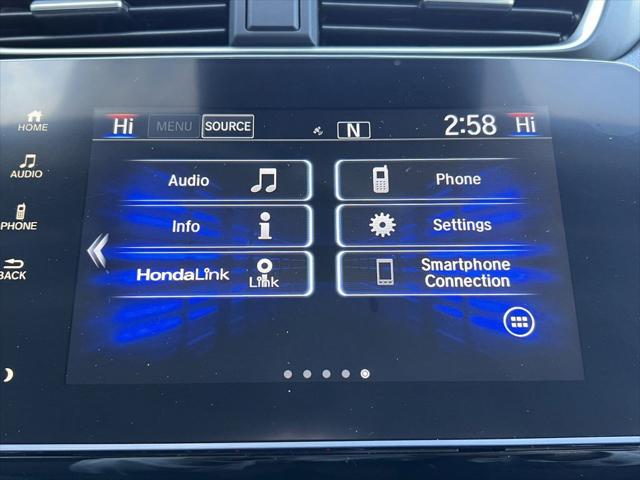 Hi MENU SOURCE N 2:58 Hi
HOME
AUDIO
PHONE
BACK
Audio
Phone
Info
Settings
HondaLink
Link
Smartphone
Connection